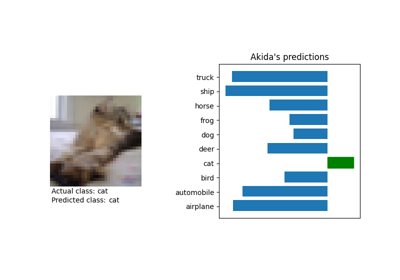 Akida's predictions
truck
ship
horse
frog
dog
deer
cat
bird
automobile
airplane
Actual class: cat
Predicted class: cat